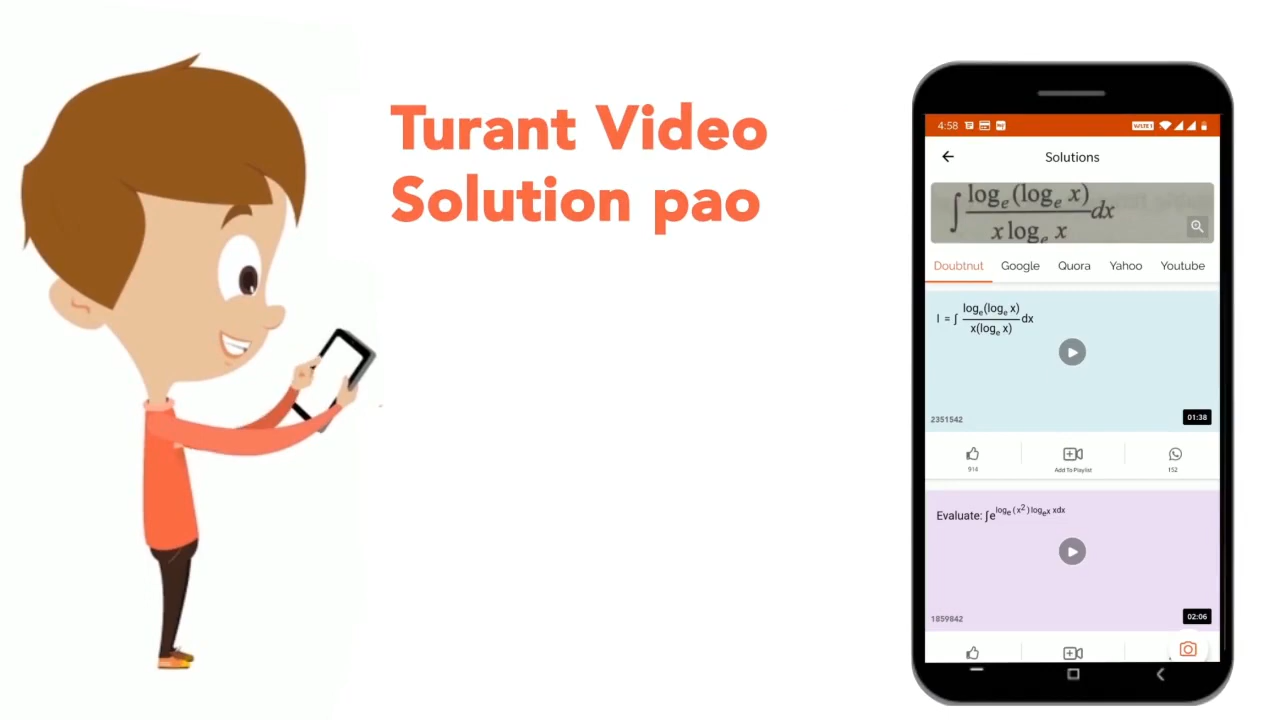 Turant Video
Solution pao
4:58
VoLTE1
Solutions
∫ logₑ(logₑ x) / x logₑ x dx
Doubtnut Google Quora Yahoo Youtube
I = ∫ logₑ(logₑ x) / x(logₑ x) dx
2351542 01:38
914 Add To Playlist 152
Evaluate: ∫e^logₑ(x²)logₑx xdx
1859842 02:06